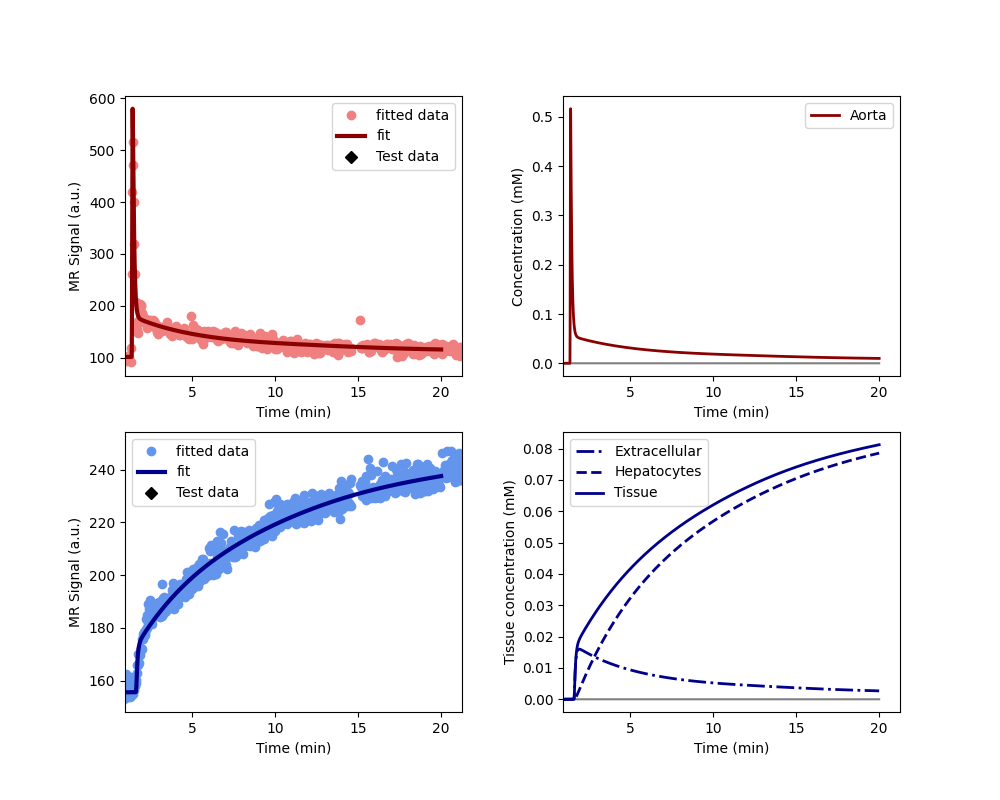 600
500
400
300
200
100
MR Signal (a.u.)
fitted data
fit
Test data
5
10
15
20
Time (min)
0.5
0.4
0.3
0.2
0.1
0.0
Concentration (mM)
Aorta
5
10
15
20
Time (min)
240
220
200
180
160
MR Signal (a.u.)
fitted data
fit
Test data
5
10
15
20
Time (min)
0.08
0.07
0.06
0.05
0.04
0.03
0.02
0.01
0.00
Tissue concentration (mM)
Extracellular
Hepatocytes
Tissue
5
10
15
20
Time (min)